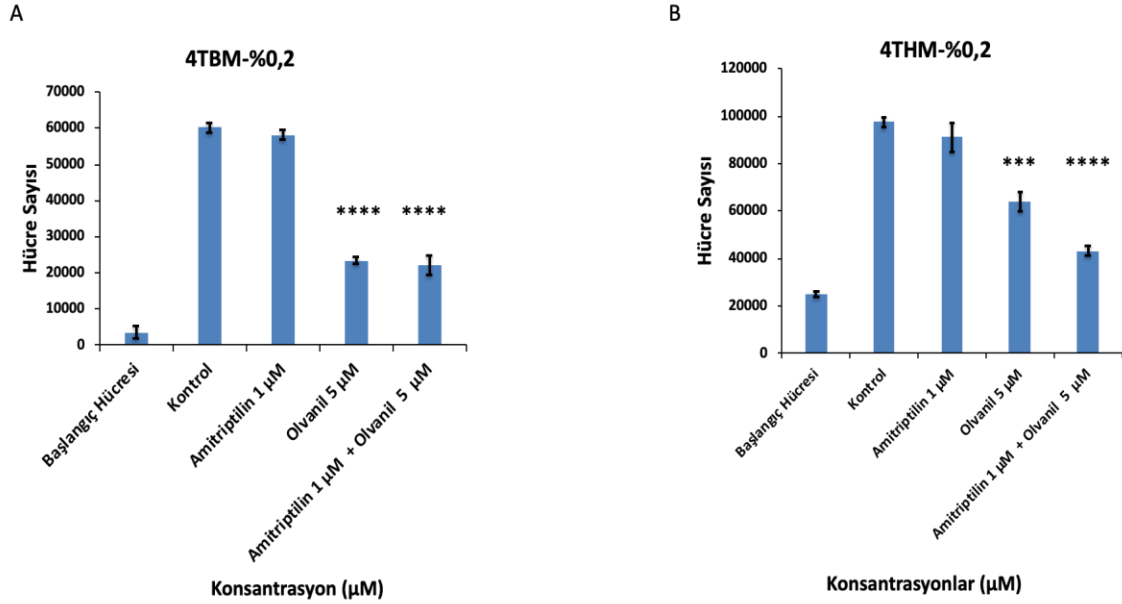 A
4TBM-%0,2
Hücre Sayısı
70000
60000
50000
40000
30000
20000
10000
0
****
****
Başlangıç Hücresi
Kontrol
Amitriptilin 1 µM
Olvanil 5 µM
Amitriptilin 1 µM + Olvanil 5 µM
Konsantrasyon (µM)
B
4THM-%0,2
Hücre Sayısı
120000
100000
80000
60000
40000
20000
0
***
****
Başlangıç Hücresi
Kontrol
Amitriptilin 1 µM
Olvanil 5 µM
Amitriptilin 1 µM + Olvanil 5 µM
Konsantrasyonlar (µM)